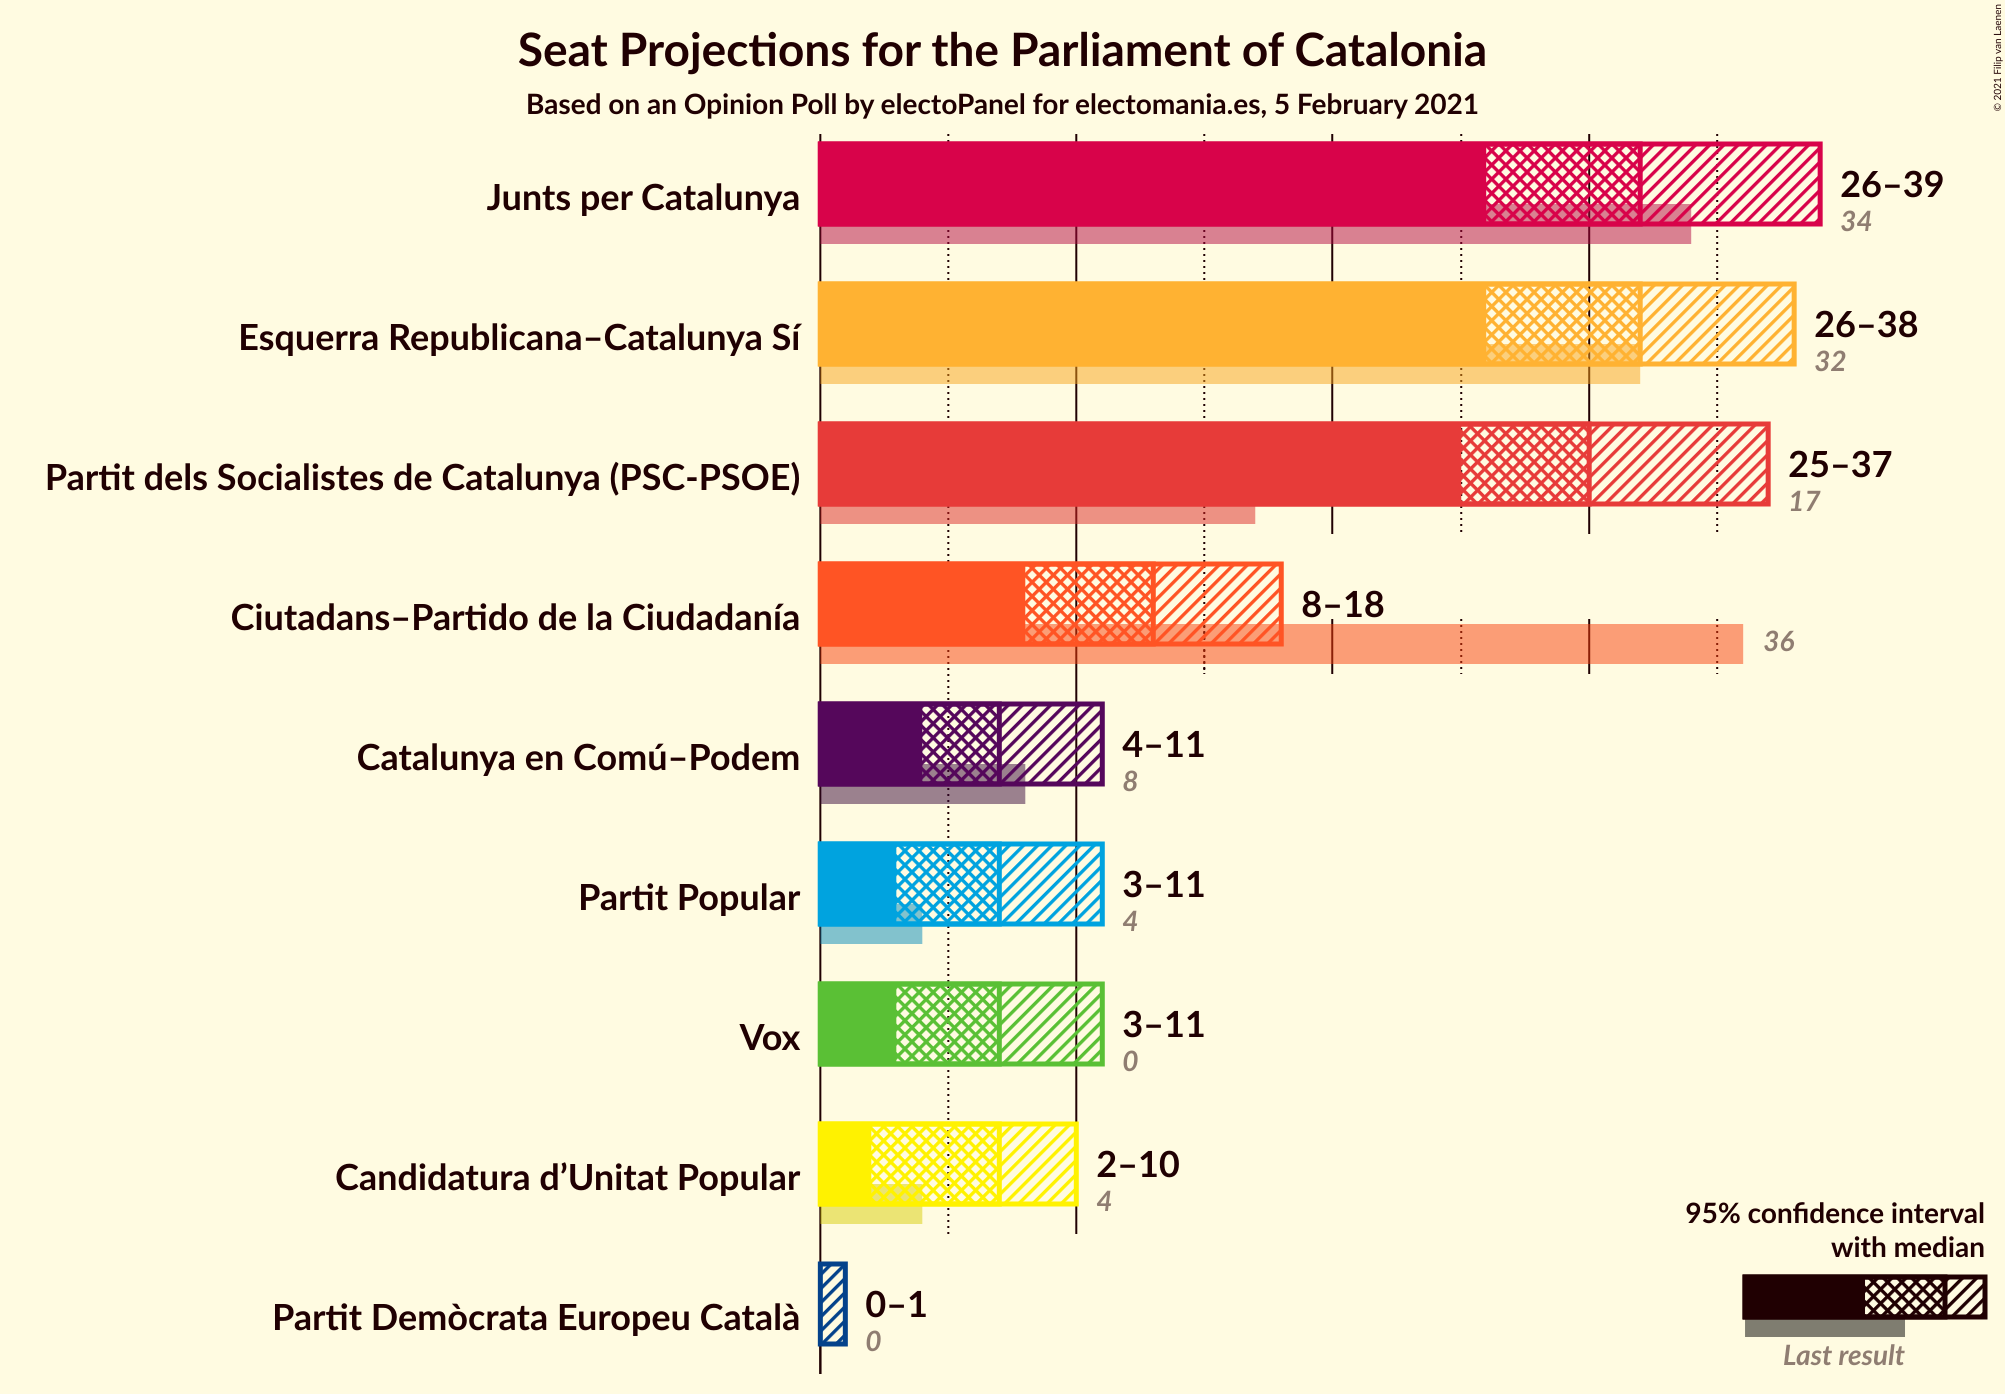 Seat Projections for the Parliament of Catalonia
Based on an Opinion Poll by electoPanel for electomania.es, 5 February 2021
© 2021 Filip van Laenen
Junts per Catalunya
26–39
34
Esquerra Republicana–Catalunya Sí
26–38
32
Partit dels Socialistes de Catalunya (PSC-PSOE)
25–37
17
Ciutadans–Partido de la Ciudadanía
8–18
36
Catalunya en Comú–Podem
4–11
8
Partit Popular
3–11
4
Vox
3–11
0
Candidatura d’Unitat Popular
2–10
4
Partit Demòcrata Europeu Català
0–1
0
95% confidence interval
with median
Last result